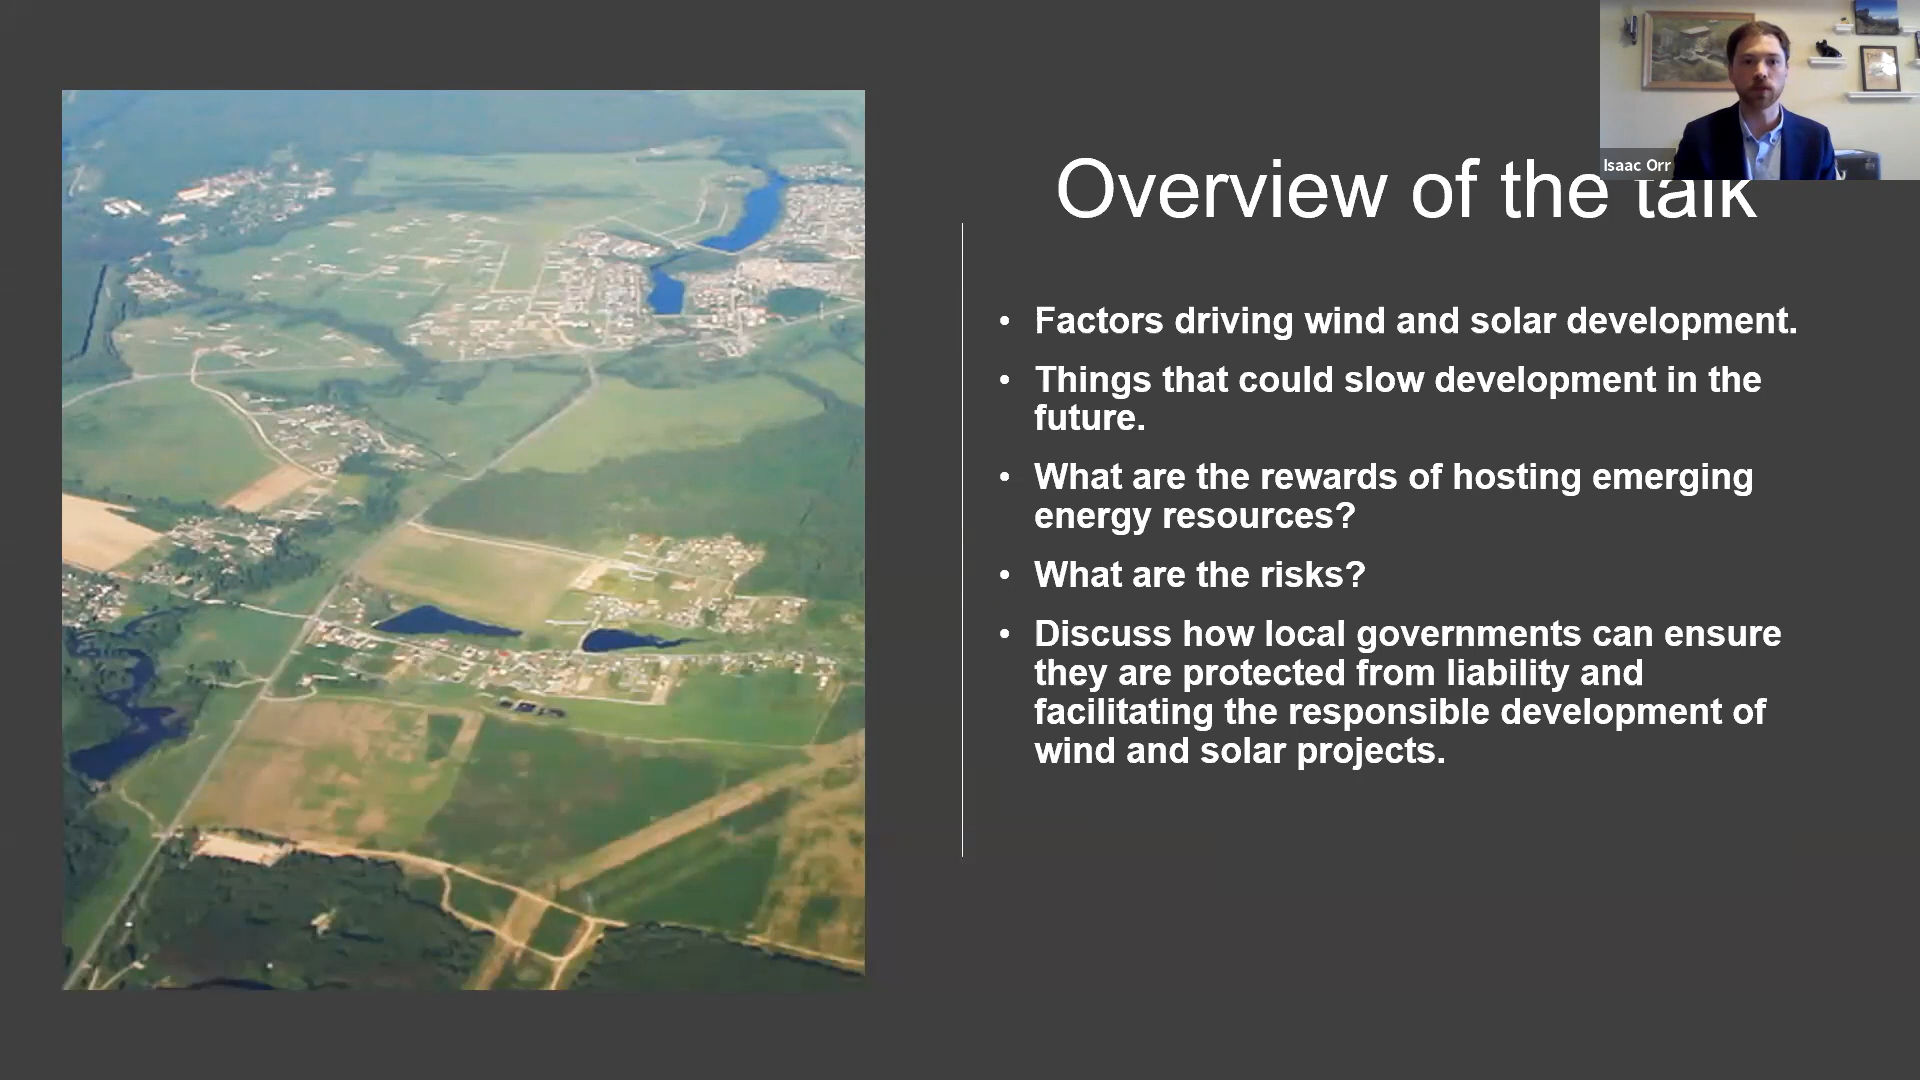 Isaac Orr
Overview of the talk
• Factors driving wind and solar development.
• Things that could slow development in the
future.
• What are the rewards of hosting emerging
energy resources?
• What are the risks?
• Discuss how local governments can ensure
they are protected from liability and
facilitating the responsible development of
wind and solar projects.